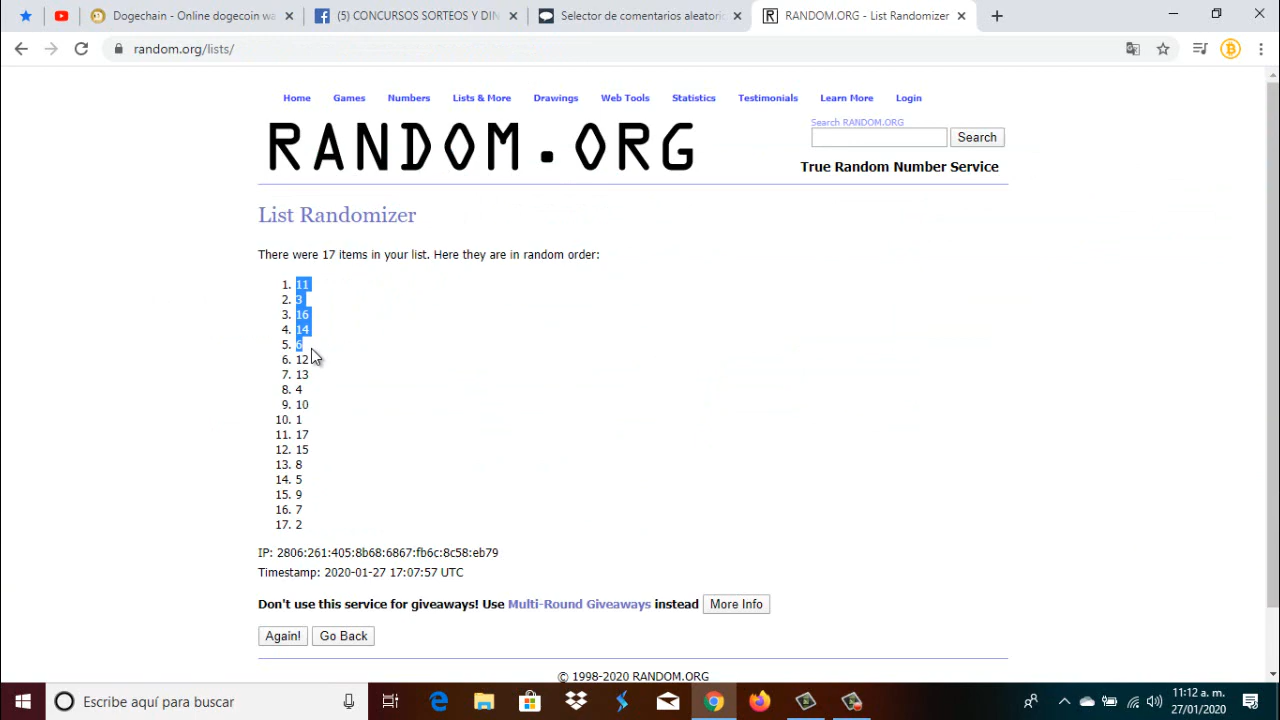 Dogechain - Online dogecoin wa
(5) CONCURSOS SORTEOS Y DIN
Selector de comentarios aleatori
RANDOM.ORG - List Randomizer
random.org/lists/
Home Games Numbers Lists & More Drawings Web Tools Statistics Testimonials Learn More Login
RANDOM.ORG
Search RANDOM.ORG
Search
True Random Number Service
List Randomizer
There were 17 items in your list. Here they are in random order:
1. 11
2. 3
3. 16
4. 14
5. 6
6. 12
7. 13
8. 4
9. 10
10. 1
11. 17
12. 15
13. 8
14. 5
15. 9
16. 7
17. 2
IP: 2806:261:405:8b68:6867:fb6c:8c58:eb79
Timestamp: 2020-01-27 17:07:57 UTC
Don't use this service for giveaways! Use Multi-Round Giveaways instead More Info
Again! Go Back
© 1998-2020 RANDOM.ORG
Escribe aquí para buscar
11:12 a. m.
27/01/2020